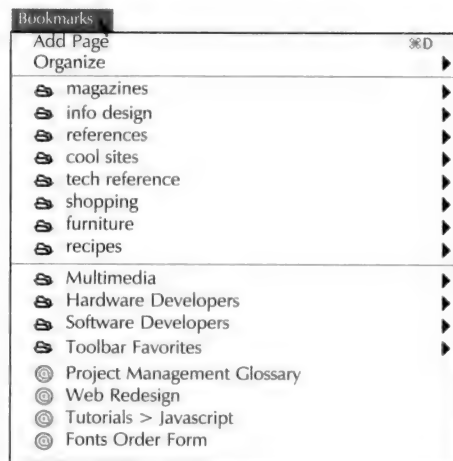 Bookmarks
Add Page ⌘D
Organize
magazines
info design
references
cool sites
tech reference
shopping
furniture
recipes
Multimedia
Hardware Developers
Software Developers
Toolbar Favorites
Project Management Glossary
Web Redesign
Tutorials > Javascript
Fonts Order Form